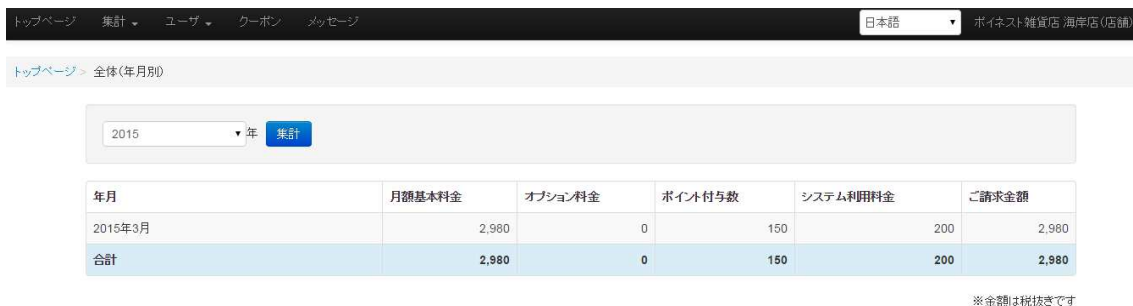 トップページ 集計 ユーザ クーポン メッセージ 日本語 ポイネスト雑貨店 海岸店(店舗)
トップページ > 全体(年月別)
2015 年 集計
年月 月額基本料金 オプション料金 ポイント付与数 システム利用料金 ご請求金額
2015年3月 2,980 0 150 200 2,980
合計 2,980 0 150 200 2,980
※金額は税抜きです